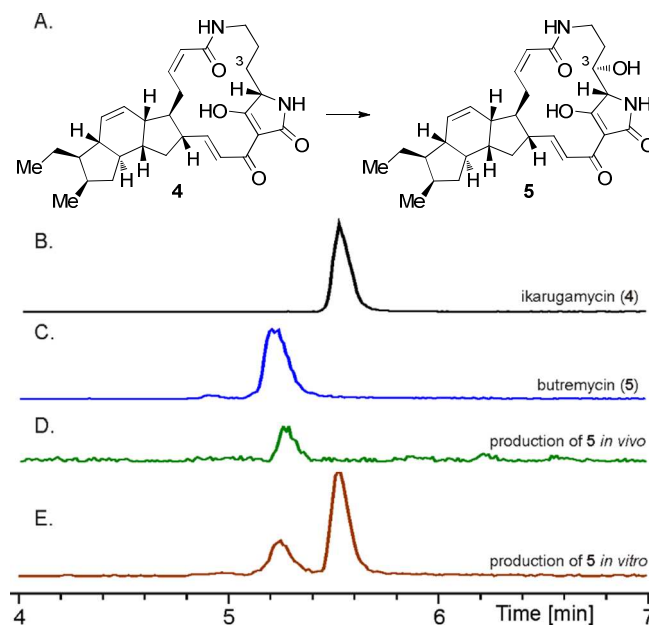 A.
HN
O
3
H
HO
NH
O
O
H
H
H
H
H
H
Me
Me
4
HN
O
3
OH
H
HO
NH
O
O
H
H
H
H
H
H
Me
Me
5
B.
ikarugamycin (4)
C.
butremycin (5)
D.
production of 5 in vivo
E.
production of 5 in vitro
4 5 6 7
Time [min]